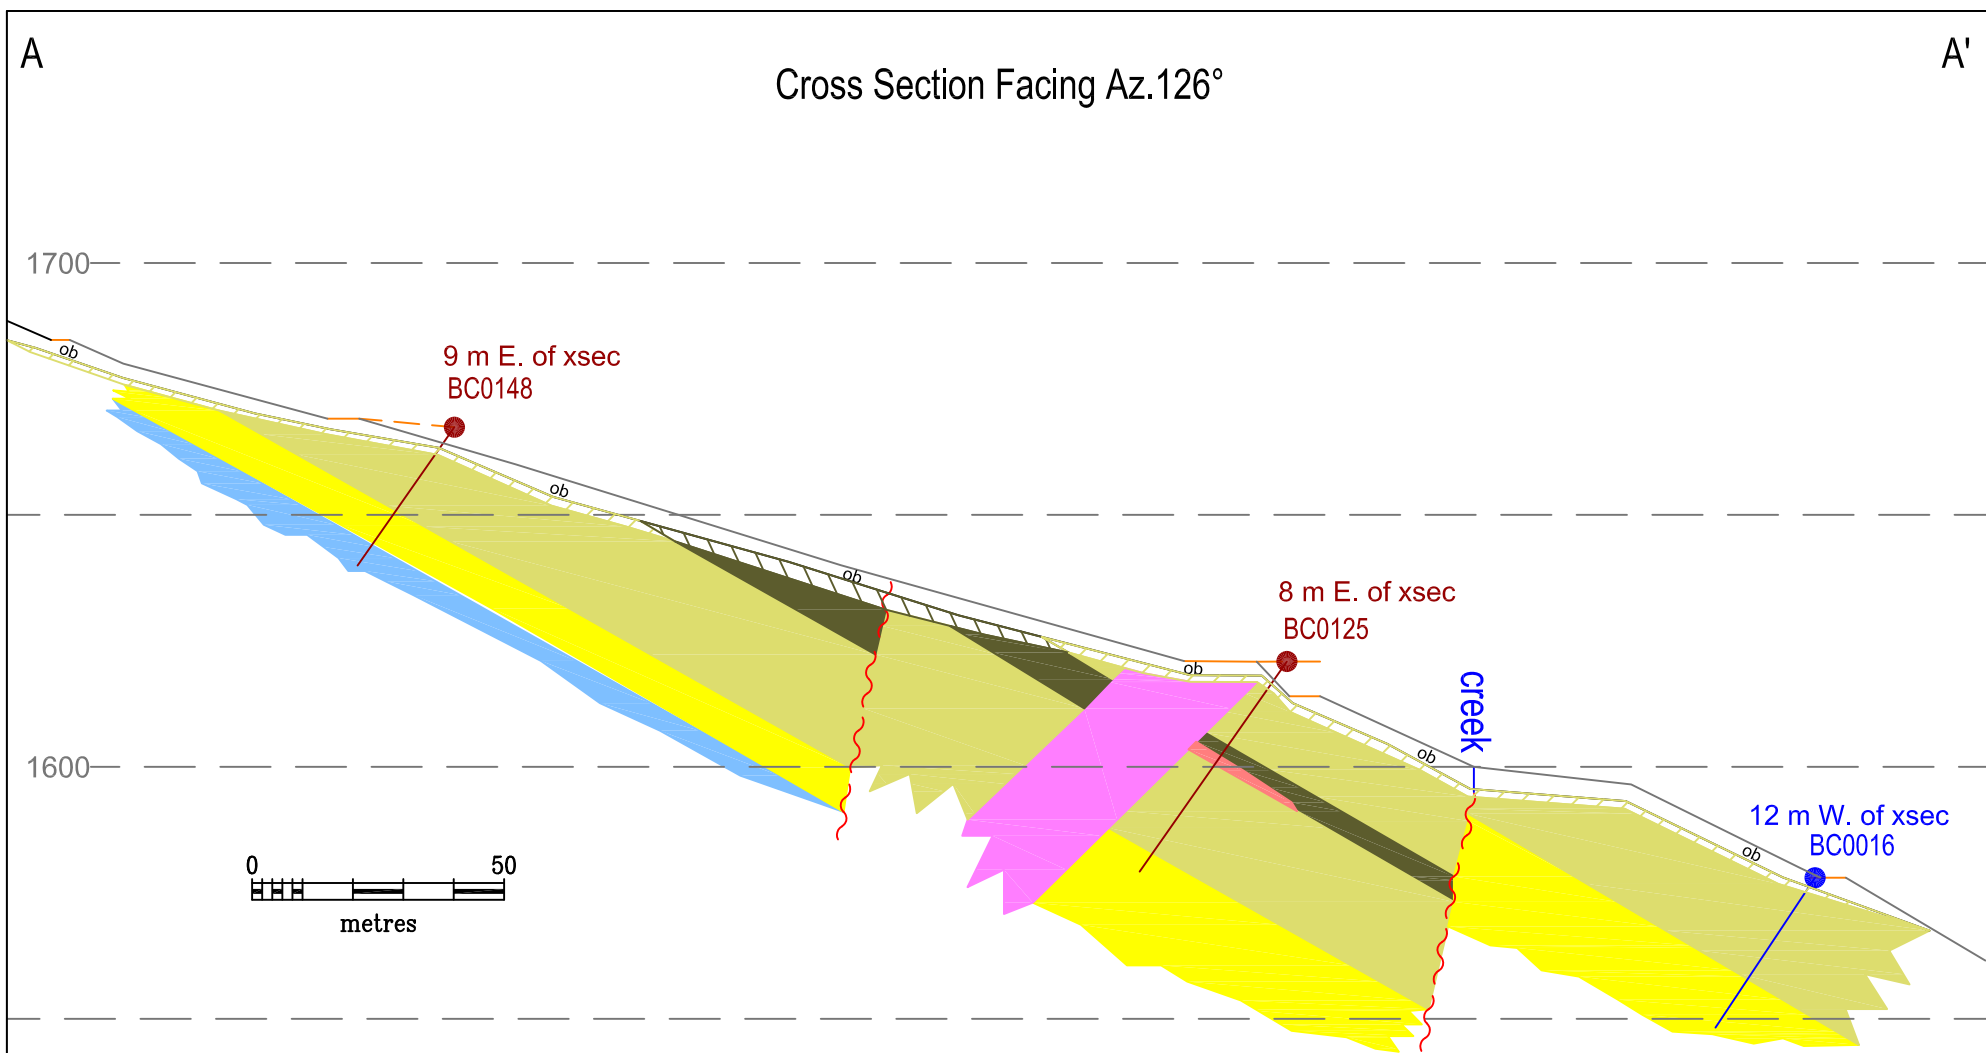 A
A'
Cross Section Facing Az.126°
1700
ob
9 m E. of xsec
BC0148
ob
ob
8 m E. of xsec
BC0125
ob
creek
ob
1600
12 m W. of xsec
BC0016
ob
0
50
metres